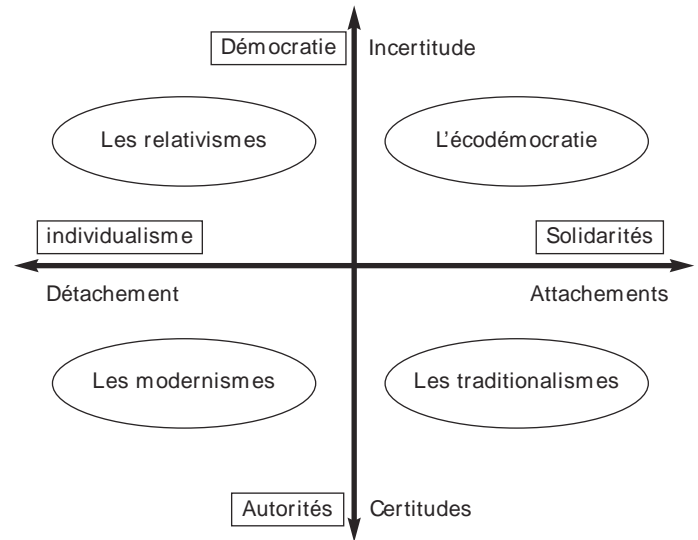 Démocratie Incertitude
Les relativismes L'écodémocratie
individualisme Solidarités
Détachement Attachements
Les modernismes Les traditionalismes
Autorités Certitudes